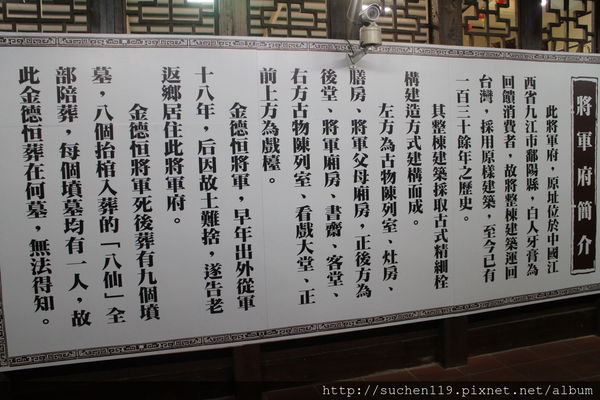 將軍府簡介
此將軍府，原址位於中國江
西省九江市鄱陽縣，白人牙膏為
回饋消費者，故將整棟建築運回
台灣，採用原樣建築，至今已有
一百三十餘年之歷史。
其整棟建築採取古式精細栓
構建造方式建構而成。
左方為古物陳列室、灶房、
膳房、將軍父母廂房，正後方為
後堂、將軍廂房、書齋、客堂、
右方古物陳列室、看戲大堂、正
前上方為戲檯。
金德恒將軍，早年出外從軍
十八年，后因故土難捨，遂告老
返鄉居住此將軍府。
金德恒將軍死後葬有九個墳
墓，八個抬棺入葬的「八仙」全
部陪葬，每個墳墓均有一人，故
此金德恒葬在何墓，無法得知。
http://suchen119.pixnet.net/album